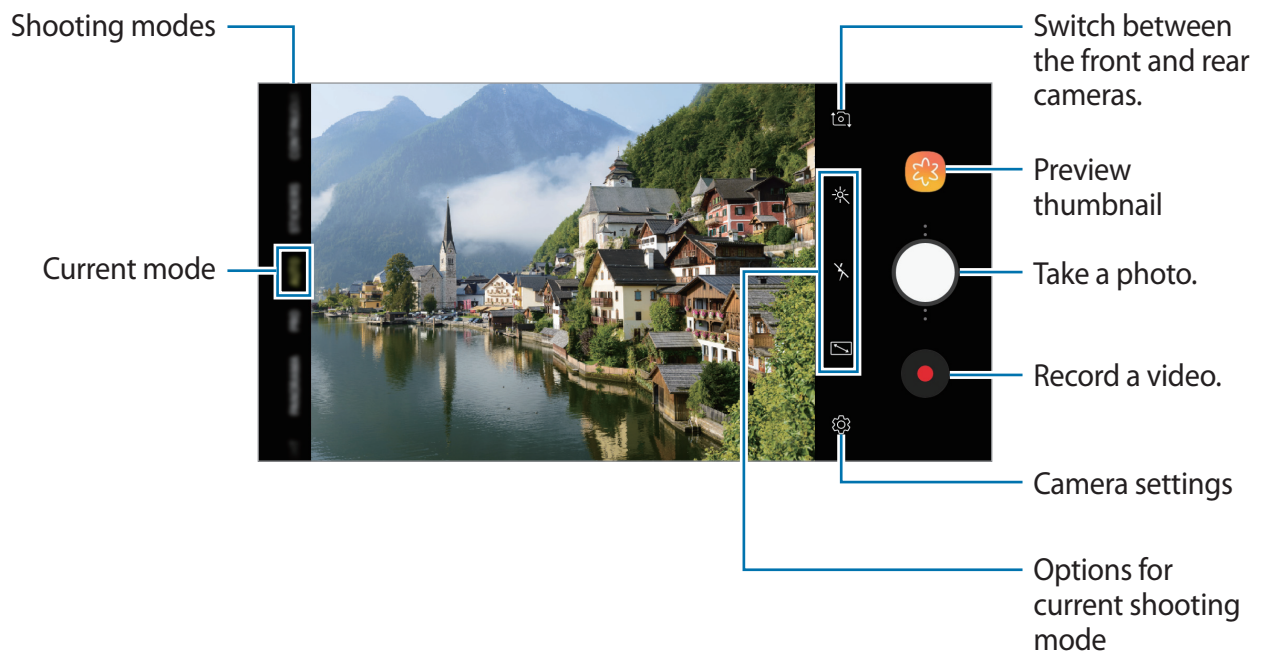 Shooting modes
Current mode
Switch between
the front and rear
cameras.
Preview
thumbnail
Take a photo.
Record a video.
Camera settings
Options for
current shooting
mode